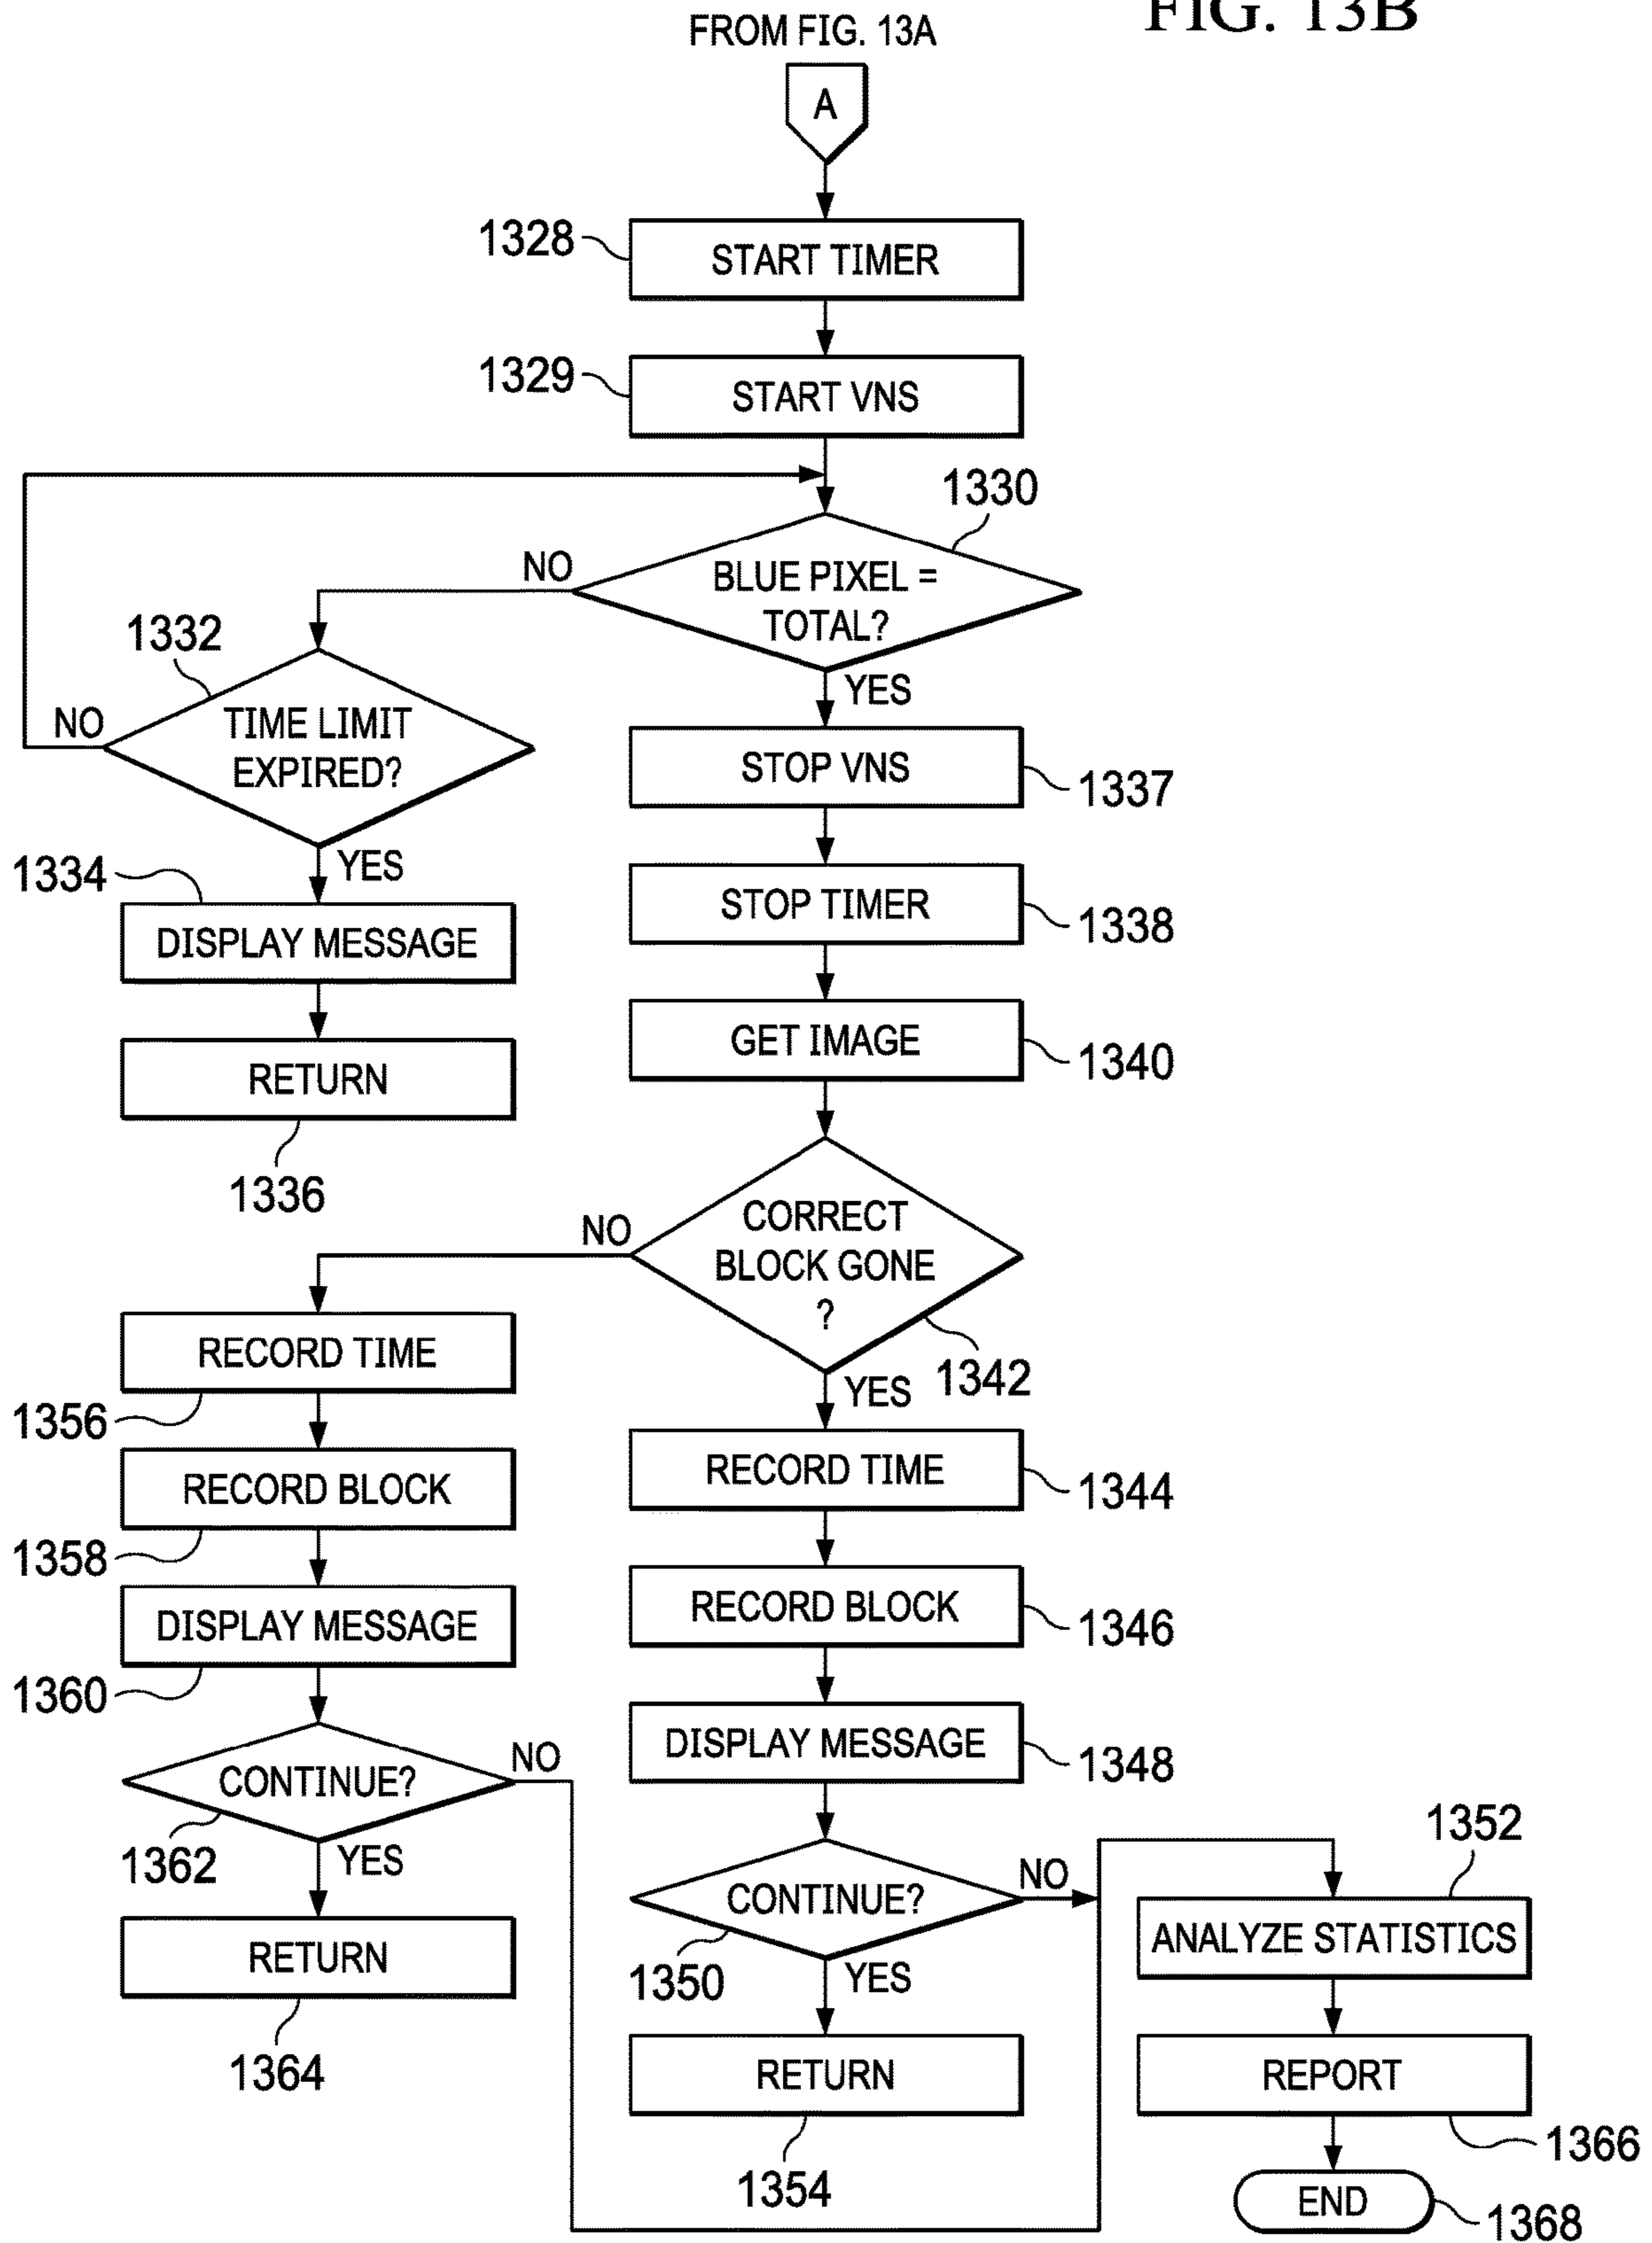 FIG. 13B
FROM FIG. 13A
A
1328
START TIMER
1329
START VNS
1330
BLUE PIXEL =
TOTAL?
NO
YES
1332
TIME LIMIT
EXPIRED?
NO
YES
1334
DISPLAY MESSAGE
RETURN
1336
STOP VNS
1337
STOP TIMER
1338
GET IMAGE
1340
CORRECT
BLOCK GONE
?
1342
NO
YES
RECORD TIME
1356
RECORD BLOCK
1358
DISPLAY MESSAGE
1360
CONTINUE?
1362
NO
YES
RETURN
1364
RECORD TIME
1344
RECORD BLOCK
1346
DISPLAY MESSAGE
1348
CONTINUE?
1350
NO
YES
RETURN
1354
1352
ANALYZE STATISTICS
REPORT
1366
END
1368